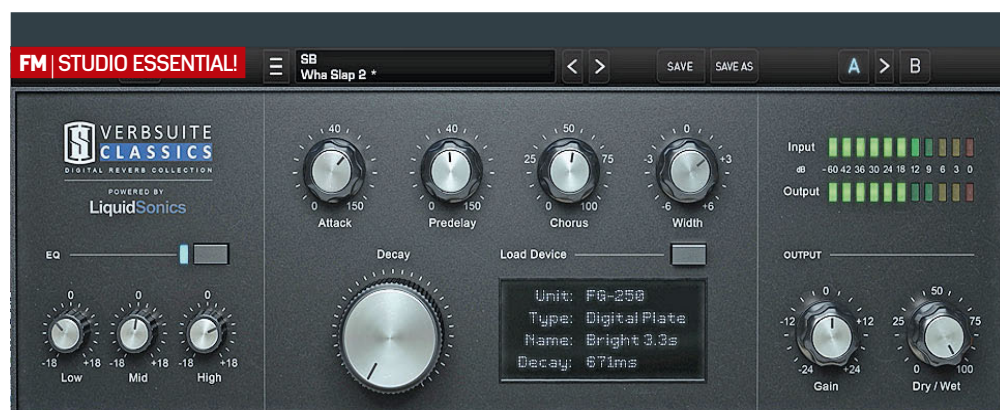 FM | STUDIO ESSENTIAL!
SB
Wha Slap 2 *
< >
SAVE
SAVE AS
A > B
VERBSUITE
CLASSICS
DIGITAL REVERB COLLECTION
POWERED BY
LiquidSonics
EQ
0 0 0
-18 +18 -18 +18 -18 +18
Low Mid High
40
0 150
Attack
40
0 150
Predelay
50
25 75
0 100
Chorus
0
-3 +3
-6 +6
Width
Decay
Load Device
Unit: FG-250
Type: Digital Plate
Name: Bright 3.3s
Decay: 671ms
Input
dB -60 42 36 30 24 18 12 9 6 3 0
Output
OUTPUT
0
-12 +12
-24 +24
Gain
50
25 75
0 100
Dry / Wet